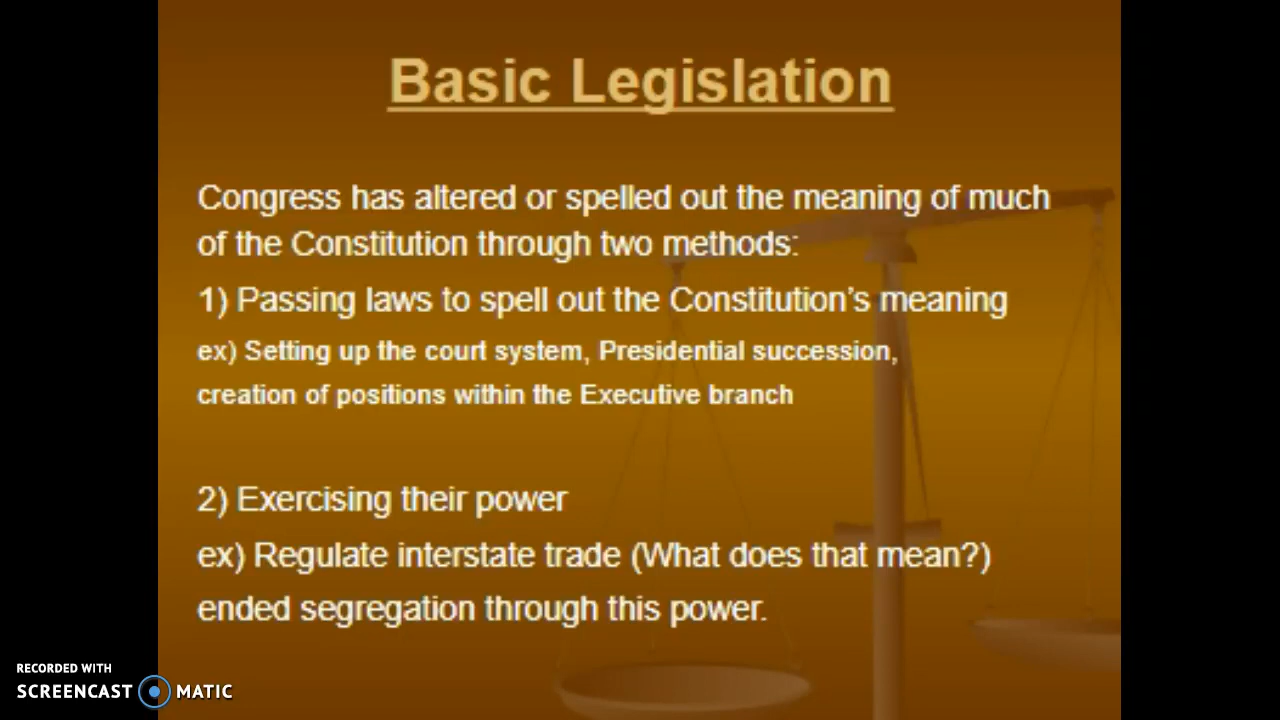 Basic Legislation
Congress has altered or spelled out the meaning of much
of the Constitution through two methods:
1) Passing laws to spell out the Constitution’s meaning
ex) Setting up the court system, Presidential succession,
creation of positions within the Executive branch
2) Exercising their power
ex) Regulate interstate trade (What does that mean?)
ended segregation through this power.
RECORDED WITH
SCREENCAST MATIC